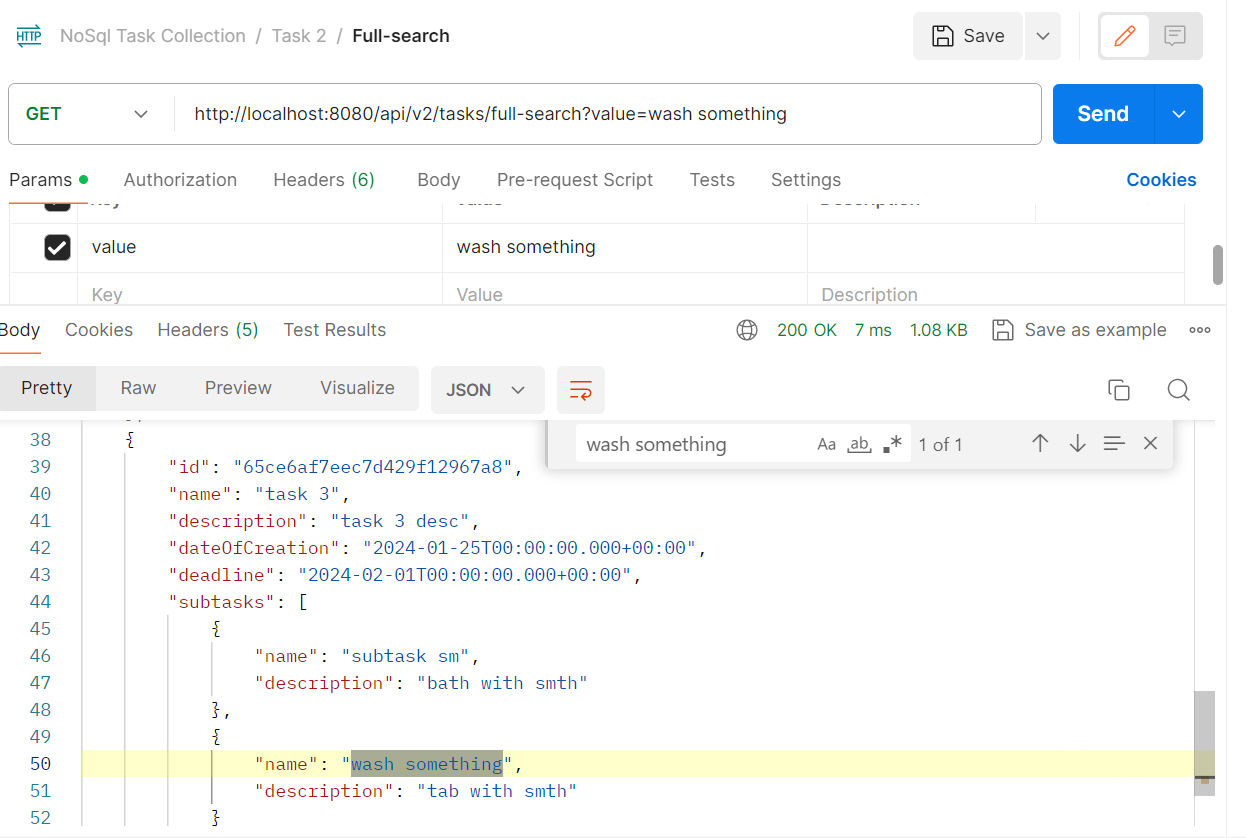 HTTP NoSql Task Collection / Task 2 / Full-search Save
GET http://localhost:8080/api/v2/tasks/full-search?value=wash something Send
Params Authorization Headers (6) Body Pre-request Script Tests Settings Cookies
value wash something
Key Value Description
Body Cookies Headers (5) Test Results 200 OK 7 ms 1.08 KB Save as example
Pretty Raw Preview Visualize JSON
wash something Aa ab .* 1 of 1
38 {
39 "id": "65ce6af7eec7d429f12967a8",
40 "name": "task 3",
41 "description": "task 3 desc",
42 "dateOfCreation": "2024-01-25T00:00:00.000+00:00",
43 "deadline": "2024-02-01T00:00:00.000+00:00",
44 "subtasks": [
45 {
46 "name": "subtask sm",
47 "description": "bath with smth"
48 },
49 {
50 "name": "wash something",
51 "description": "tab with smth"
52 }